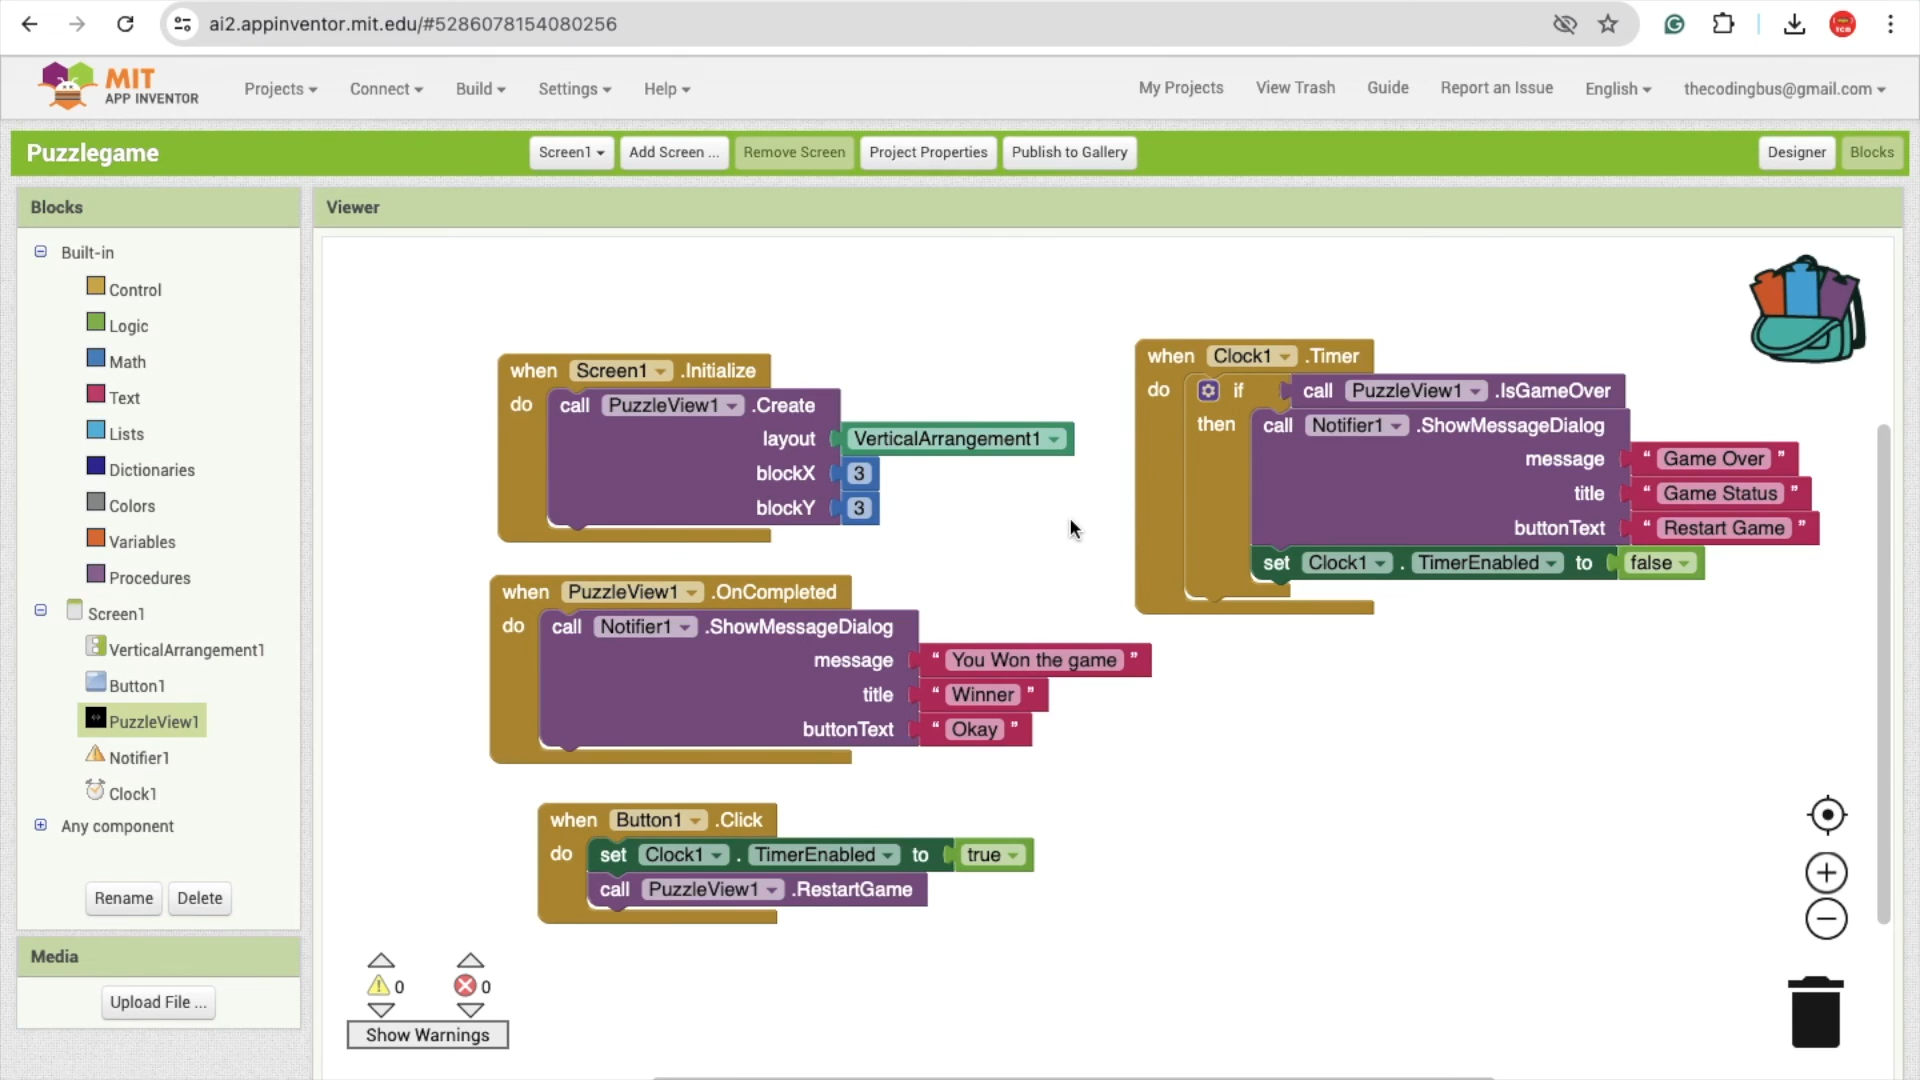 ai2.appinventor.mit.edu/#5286078154080256
MIT
APP INVENTOR
Projects
Connect
Build
Settings
Help
My Projects
View Trash
Guide
Report an Issue
English
thecodingbus@gmail.com
Puzzlegame
Screen1
Add Screen ...
Remove Screen
Project Properties
Publish to Gallery
Designer
Blocks
Blocks
Built-in
Control
Logic
Math
Text
Lists
Dictionaries
Colors
Variables
Procedures
Screen1
VerticalArrangement1
Button1
PuzzleView1
Notifier1
Clock1
Any component
Rename
Delete
Media
Upload File ...
Viewer
when Screen1 .Initialize
do call PuzzleView1 .Create
layout VerticalArrangement1
blockX 3
blockY 3
when PuzzleView1 .OnCompleted
do call Notifier1 .ShowMessageDialog
message “ You Won the game ”
title “ Winner ”
buttonText “ Okay ”
when Button1 .Click
do set Clock1 . TimerEnabled to true
call PuzzleView1 .RestartGame
when Clock1 .Timer
do if call PuzzleView1 .IsGameOver
then call Notifier1 .ShowMessageDialog
message “ Game Over ”
title “ Game Status ”
buttonText “ Restart Game ”
set Clock1 . TimerEnabled to false
0 0
Show Warnings